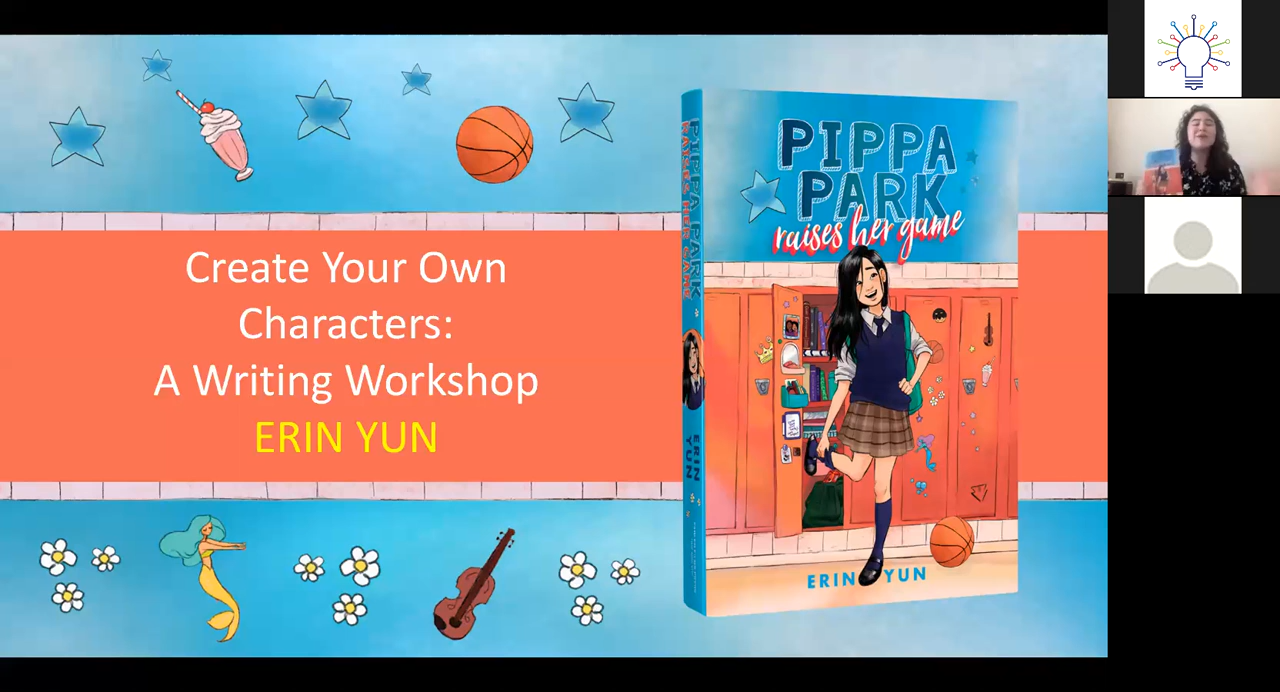 Create Your Own
Characters:
A Writing Workshop
ERIN YUN
PIPPA
PARK
raises her game
ERIN YUN
PIPPA PARK
RAISES HER GAME
ERIN
YUN